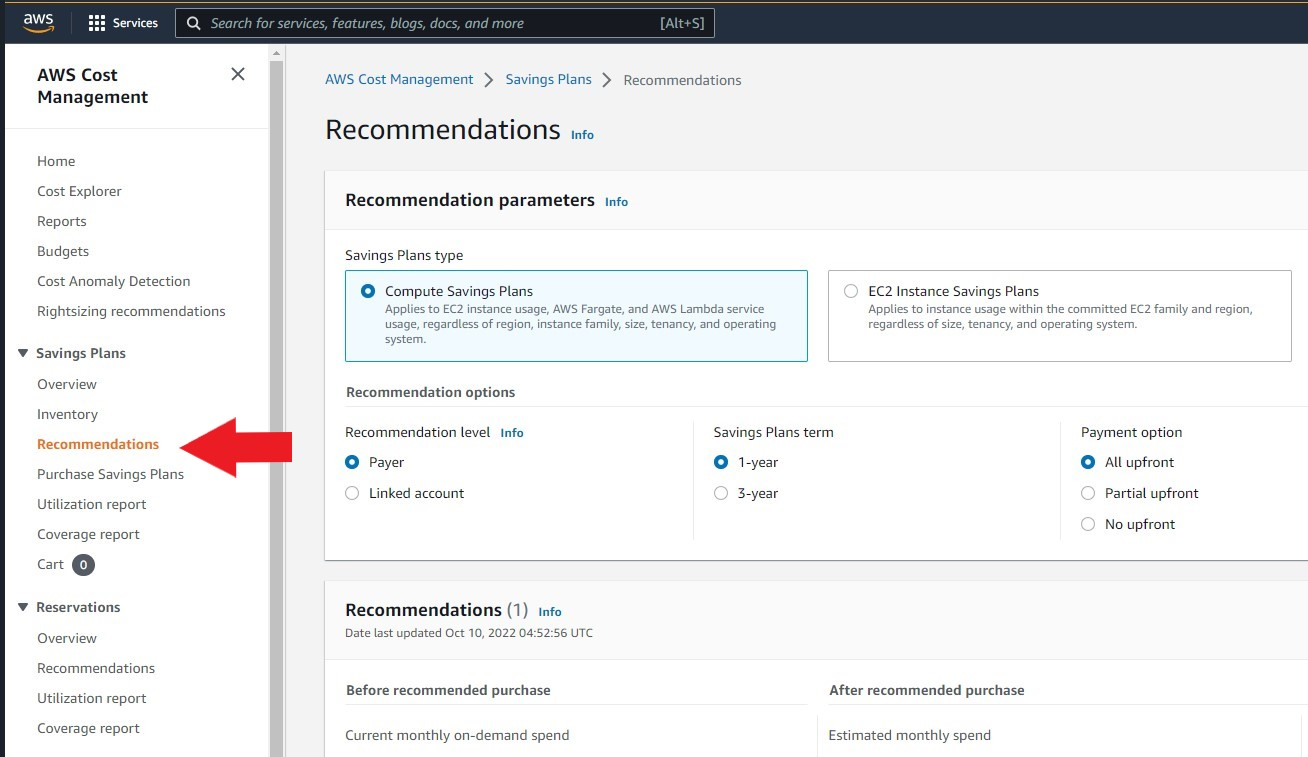 aws
Services
Search for services, features, blogs, docs, and more [Alt+S]
AWS Cost
Management
Home
Cost Explorer
Reports
Budgets
Cost Anomaly Detection
Rightsizing recommendations
Savings Plans
Overview
Inventory
Recommendations
Purchase Savings Plans
Utilization report
Coverage report
Cart 0
Reservations
Overview
Recommendations
Utilization report
Coverage report
AWS Cost Management > Savings Plans > Recommendations
Recommendations Info
Recommendation parameters Info
Savings Plans type
Compute Savings Plans
Applies to EC2 instance usage, AWS Fargate, and AWS Lambda service
usage, regardless of region, instance family, size, tenancy, and operating
system.
EC2 Instance Savings Plans
Applies to instance usage within the committed EC2 family and region,
regardless of size, tenancy, and operating system.
Recommendation options
Recommendation level Info
Payer
Linked account
Savings Plans term
1-year
3-year
Payment option
All upfront
Partial upfront
No upfront
Recommendations (1) Info
Date last updated Oct 10, 2022 04:52:56 UTC
Before recommended purchase
Current monthly on-demand spend
After recommended purchase
Estimated monthly spend